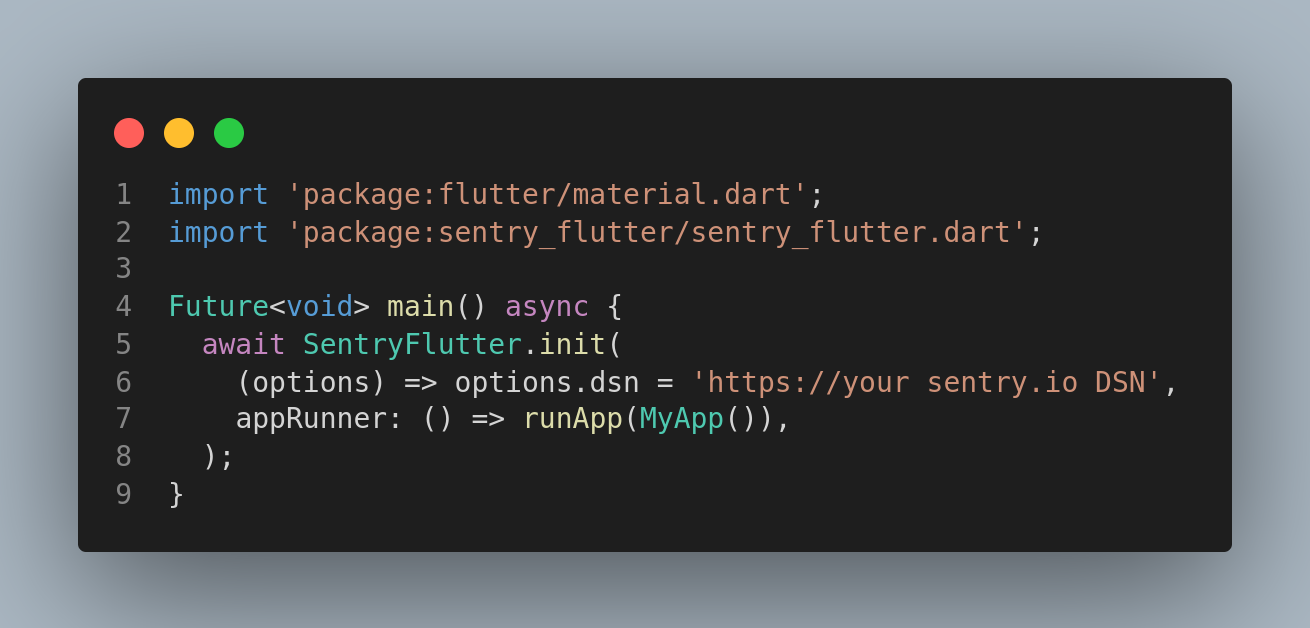 1 import 'package:flutter/material.dart';
2 import 'package:sentry_flutter/sentry_flutter.dart';
3
4 Future<void> main() async {
5   await SentryFlutter.init(
6     (options) => options.dsn = 'https://your sentry.io DSN',
7     appRunner: () => runApp(MyApp()),
8   );
9 }